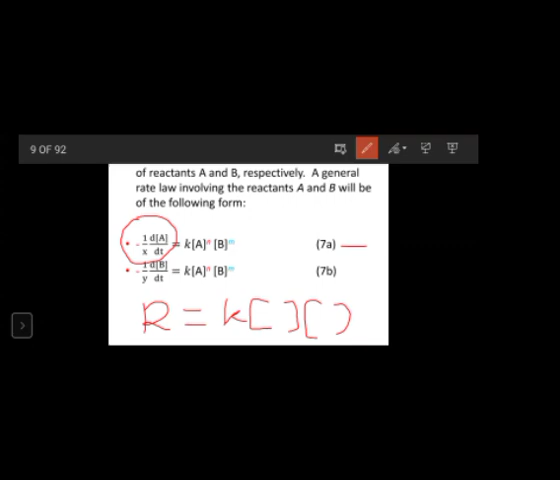 9 OF 92
of reactants A and B, respectively. A general
rate law involving the reactants A and B will be
of the following form:
• -1/x d[A]/dt = k[A]ⁿ [B]ᵐ (7a)
• -1/y d[B]/dt = k[A]ⁿ [B]ᵐ (7b)
R = k[ ][ ]